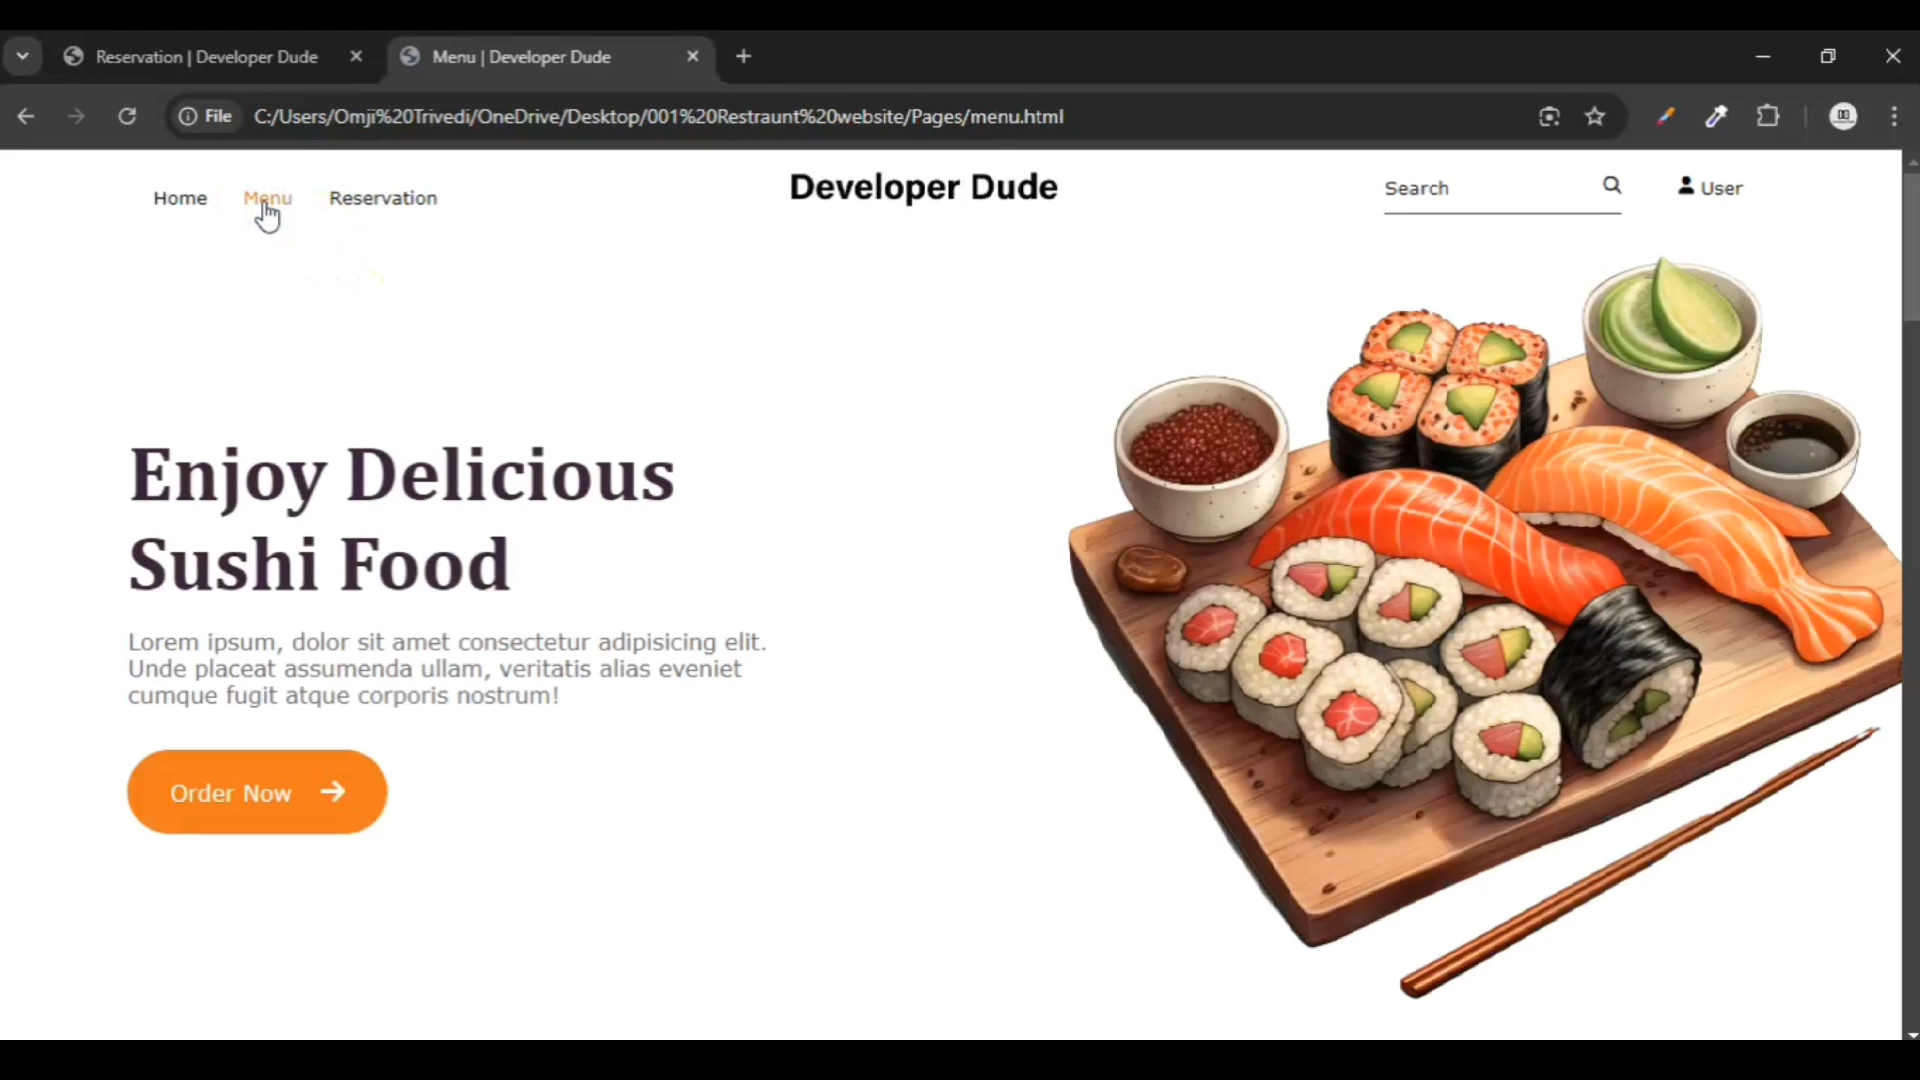 Reservation | Developer Dude
Menu | Developer Dude
File
C:/Users/Omji%20Trivedi/OneDrive/Desktop/001%20Restraunt%20website/Pages/menu.html
Home
Menu
Reservation
Developer Dude
Search
User
Enjoy Delicious
Sushi Food
Lorem ipsum, dolor sit amet consectetur adipisicing elit.
Unde placeat assumenda ullam, veritatis alias eveniet
cumque fugit atque corporis nostrum!
Order Now